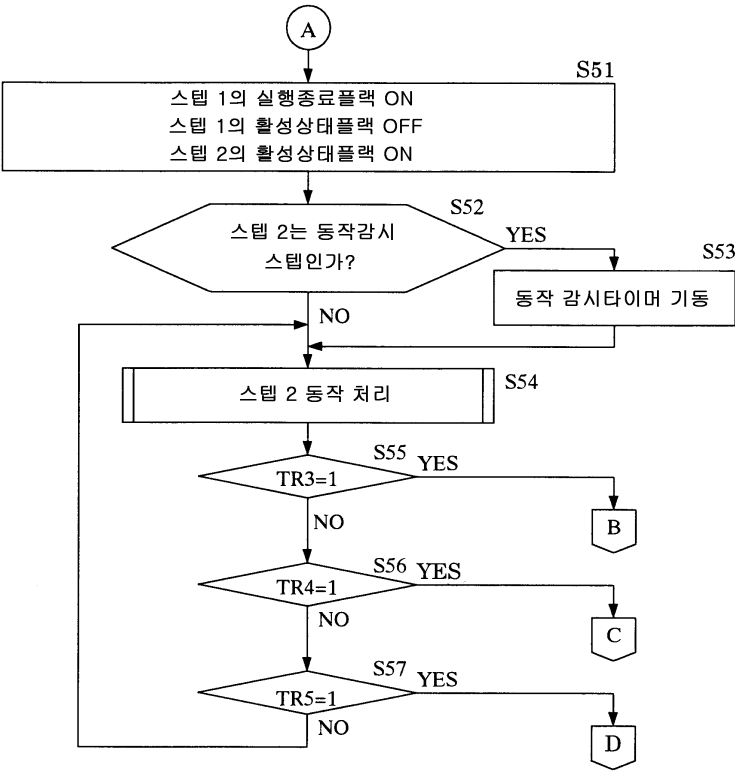 A
S51
스텝 1의 실행종료플랙 ON
스텝 1의 활성상태플랙 OFF
스텝 2의 활성상태플랙 ON
S52
스텝 2는 동작감시
스텝인가?
YES
S53
동작 감시타이머 기동
NO
S54
스텝 2 동작 처리
S55
YES
TR3=1
B
NO
S56
YES
TR4=1
C
NO
S57
YES
TR5=1
D
NO